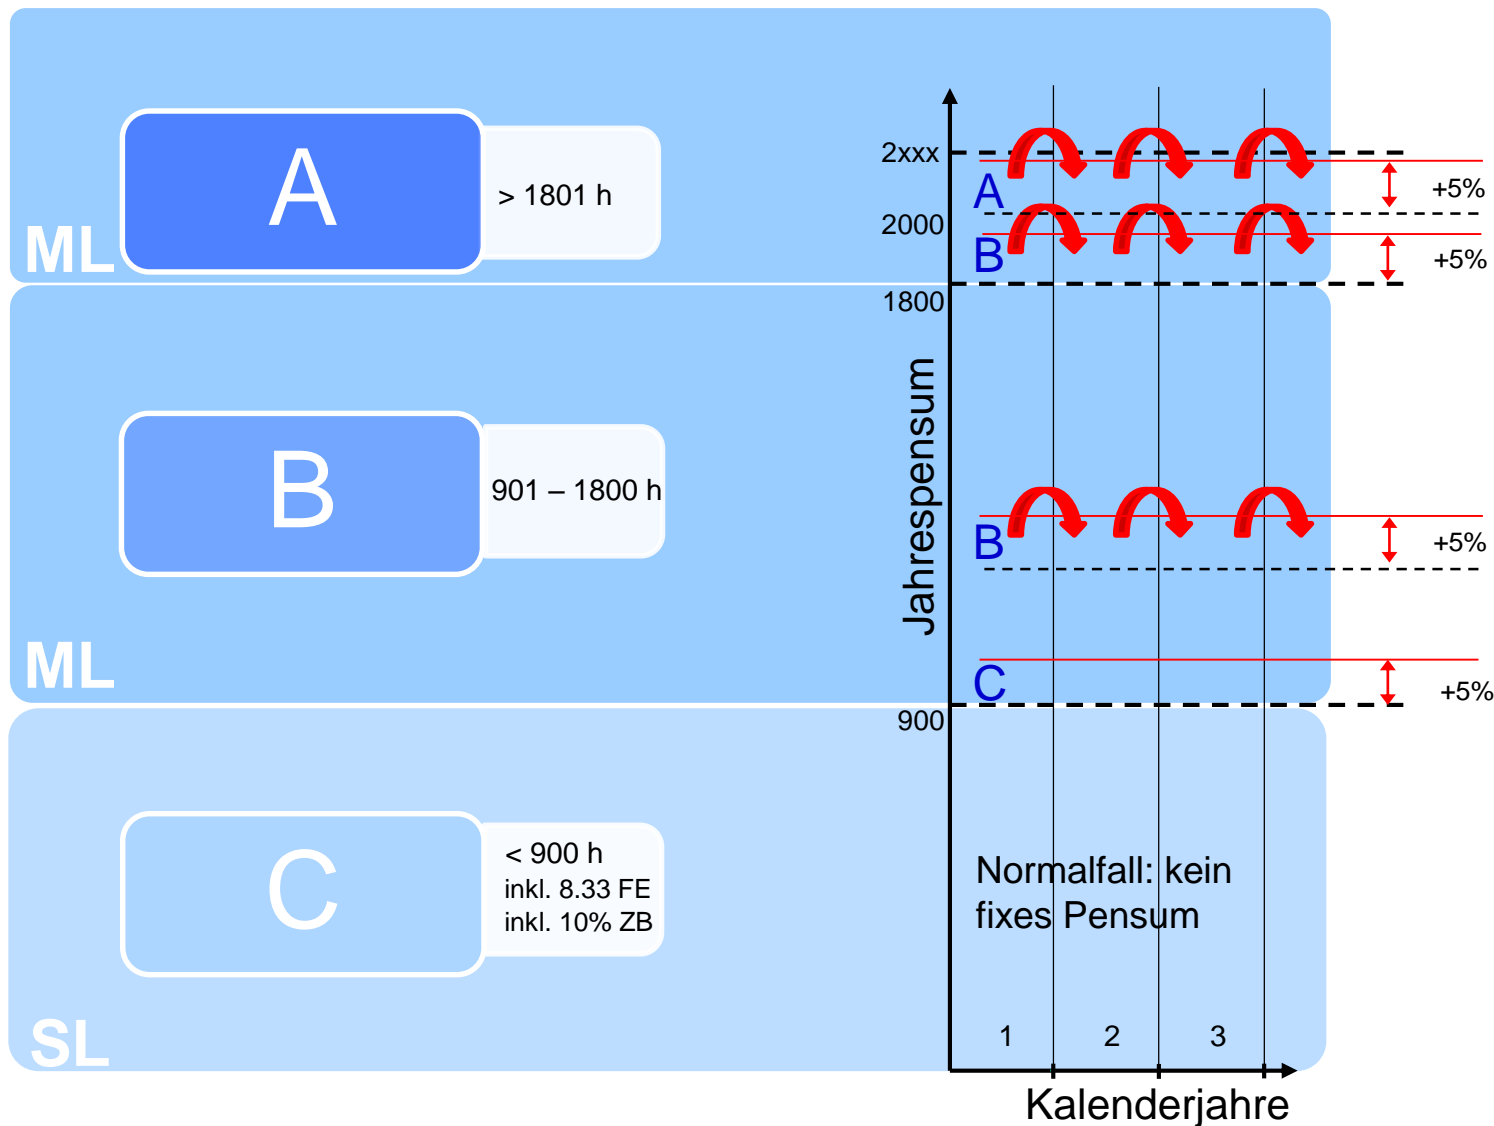 A
> 1801 h
ML
B
901 – 1800 h
ML
C
< 900 h
inkl. 8.33 FE
inkl. 10% ZB
SL
2xxx
A
+5%
2000
B
+5%
1800
Jahrespensum
B
+5%
C
+5%
900
Normalfall: kein
fixes Pensum
1 2 3
Kalenderjahre